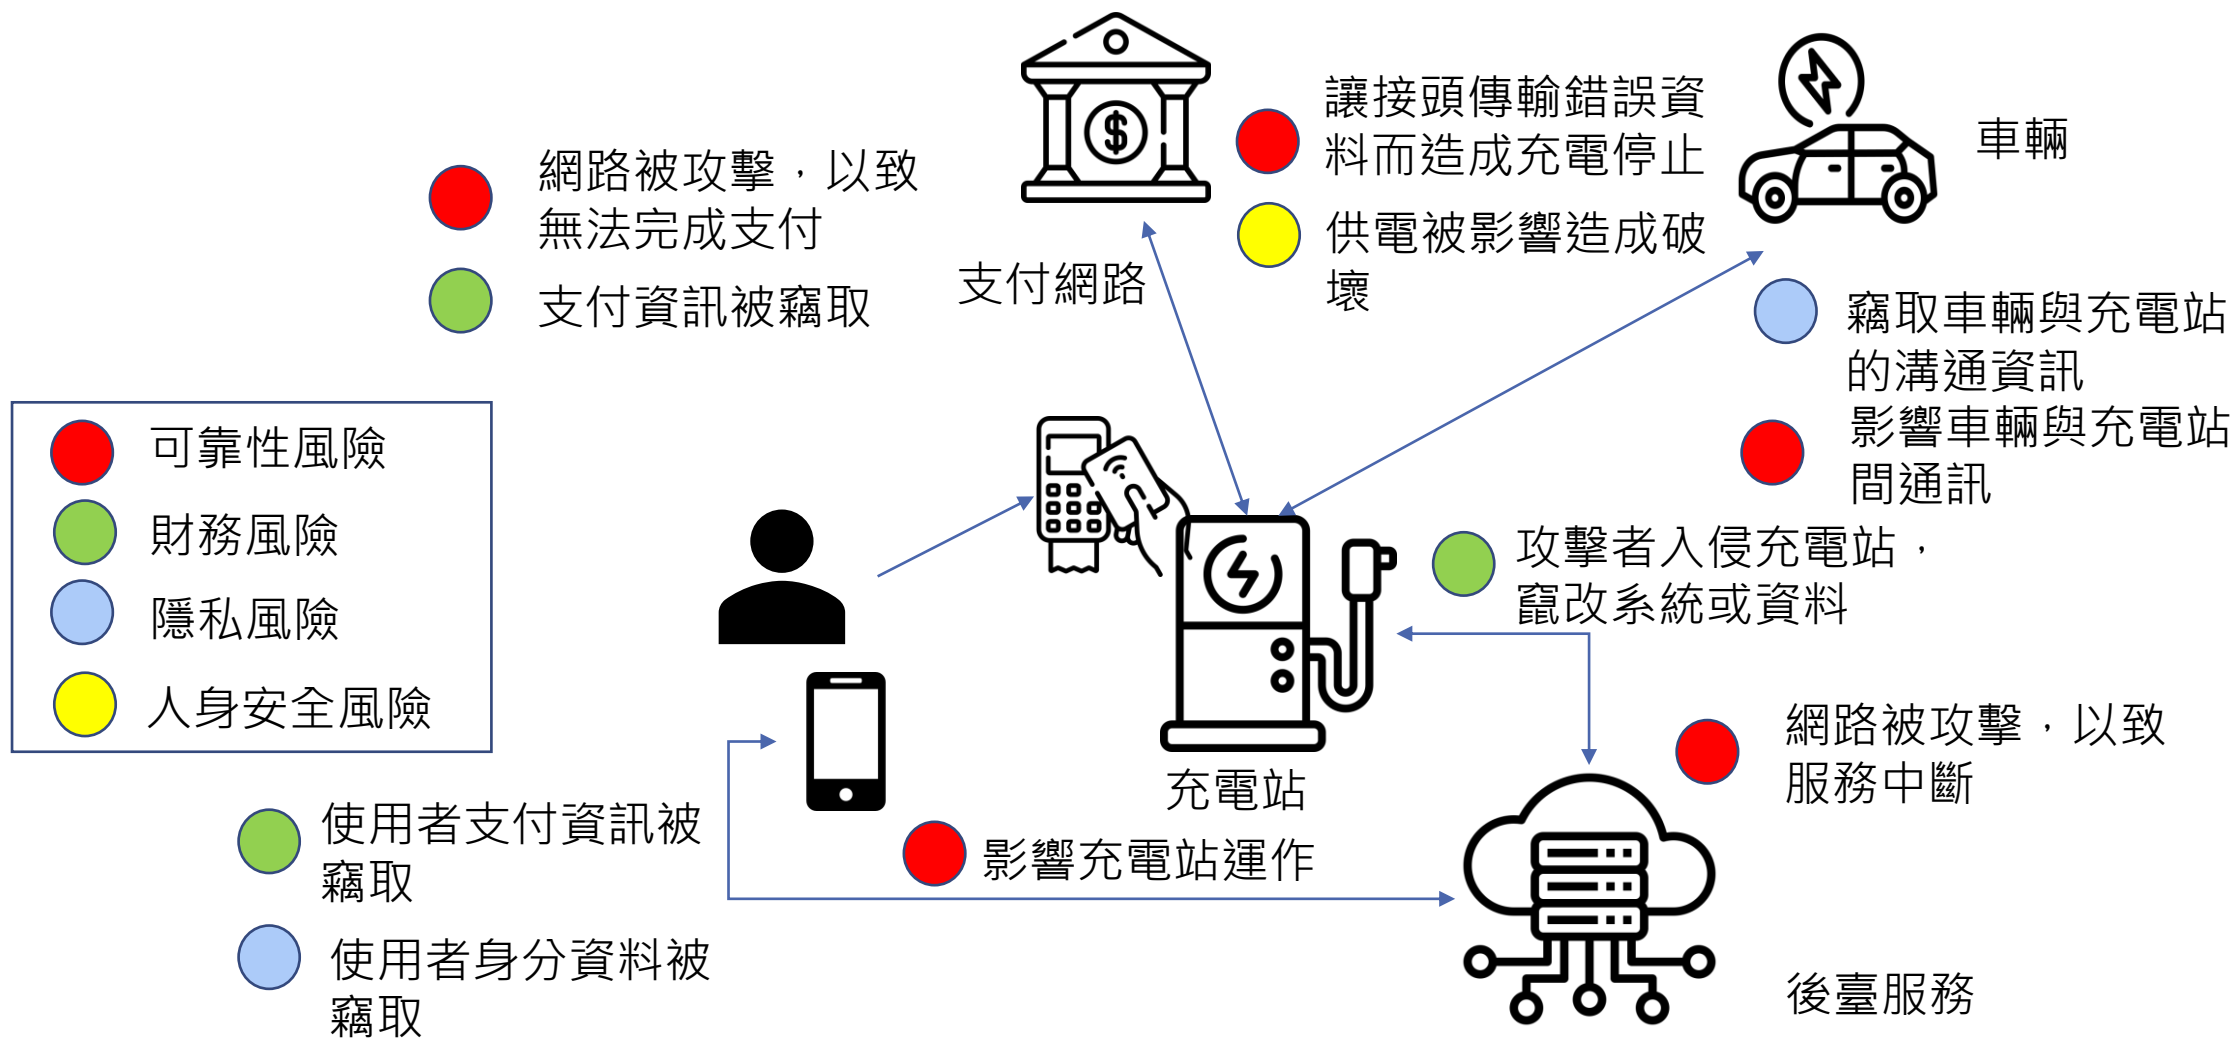 網路被攻擊，以致
無法完成支付
支付資訊被竊取
支付網路
讓接頭傳輸錯誤資
料而造成充電停止
供電被影響造成破
壞
車輛
竊取車輛與充電站
的溝通資訊
影響車輛與充電站
間通訊
可靠性風險
財務風險
隱私風險
人身安全風險
攻擊者入侵充電站，
竄改系統或資料
充電站
影響充電站運作
網路被攻擊，以致
服務中斷
使用者支付資訊被
竊取
使用者身分資料被
竊取
後臺服務